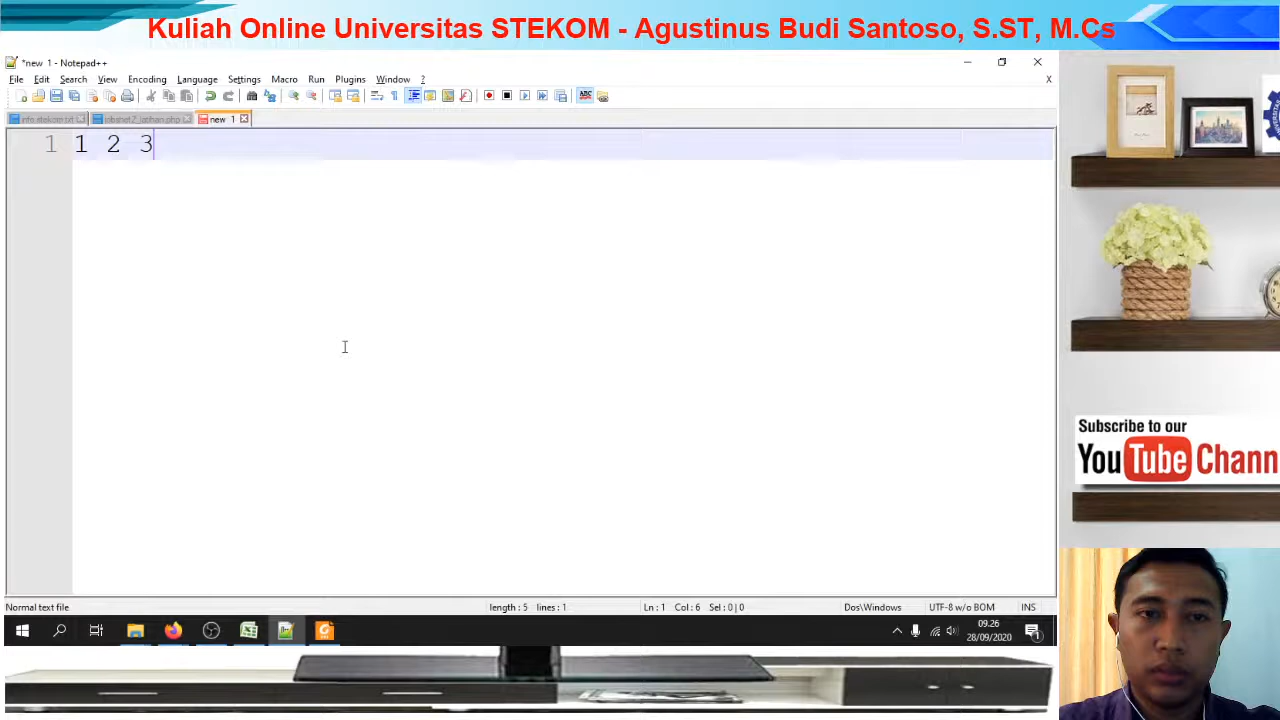 Kuliah Online Universitas STEKOM - Agustinus Budi Santoso, S.ST, M.Cs
*new 1 - Notepad++
File Edit Search View Encoding Language Settings Macro Run Plugins Window ?
X
new 1
1 1 2 3
Subscribe to our
YouTube Chann
Normal text file length : 5 lines : 1 Ln : 1 Col : 6 Sel : 0 | 0 Dos\Windows UTF-8 w/o BOM INS
09.26
28/09/2020